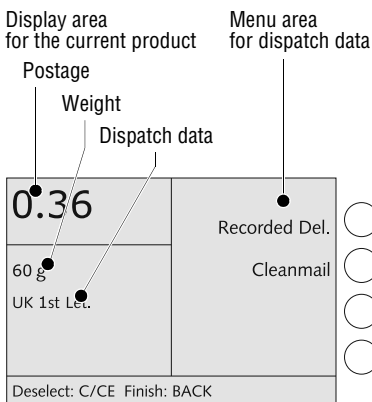 Display area
for the current product
Menu area
for dispatch data
Postage
Weight
Dispatch data
0.36
Recorded Del.
60 g
Cleanmail
UK 1st Let.
Deselect: C/CE Finish: BACK